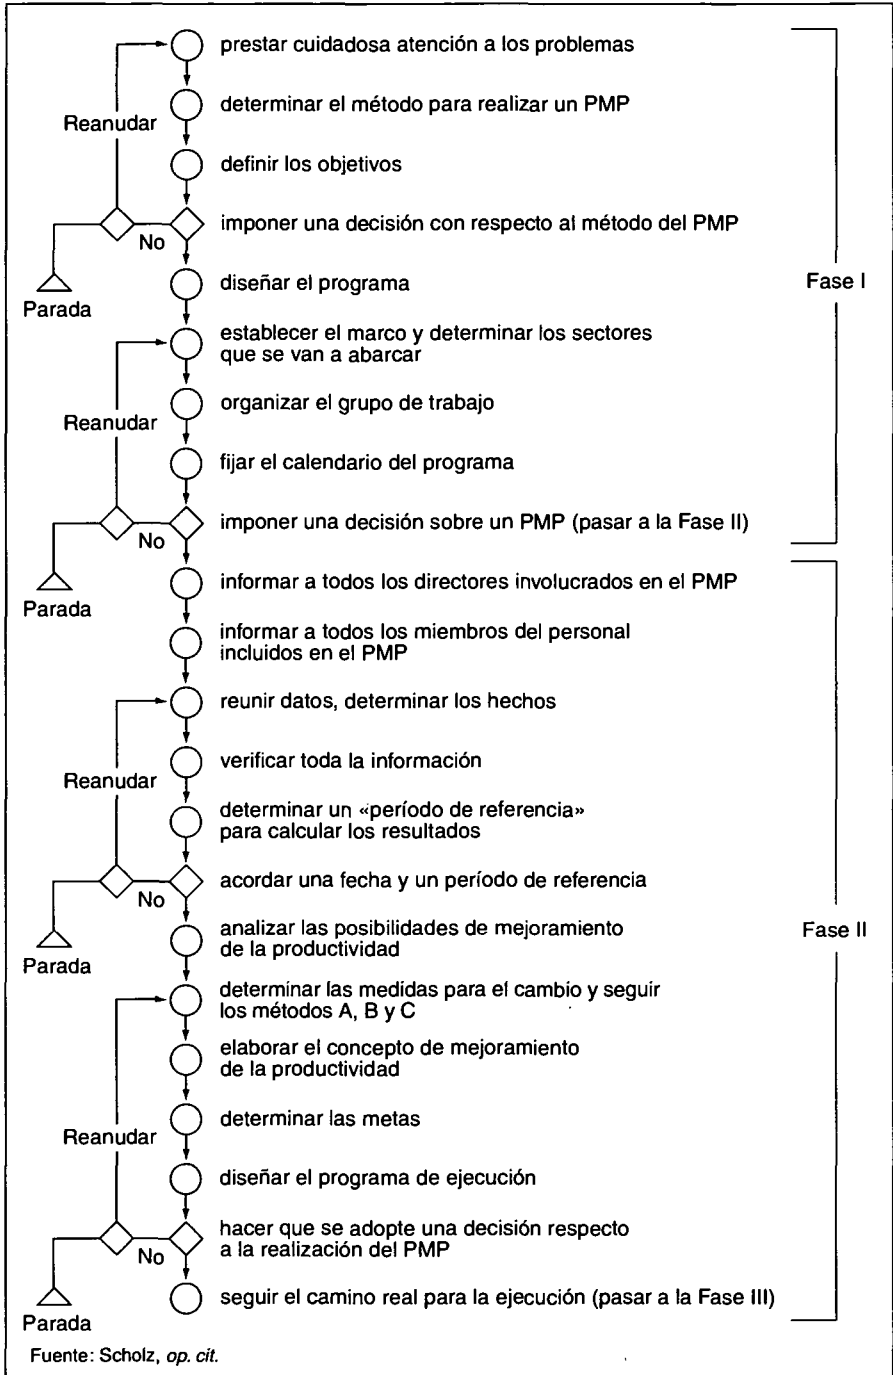 prestar cuidadosa atención a los problemas
determinar el método para realizar un PMP
Reanudar
definir los objetivos
imponer una decisión con respecto al método del PMP
No
Parada
diseñar el programa
Fase I
establecer el marco y determinar los sectores
que se van a abarcar
organizar el grupo de trabajo
Reanudar
fijar el calendario del programa
imponer una decisión sobre un PMP (pasar a la Fase II)
No
Parada
informar a todos los directores involucrados en el PMP
informar a todos los miembros del personal
incluidos en el PMP
reunir datos, determinar los hechos
verificar toda la información
Reanudar
determinar un «período de referencia»
para calcular los resultados
acordar una fecha y un período de referencia
No
Parada
analizar las posibilidades de mejoramiento
de la productividad
Fase II
determinar las medidas para el cambio y seguir
los métodos A, B y C
elaborar el concepto de mejoramiento
de la productividad
determinar las metas
Reanudar
diseñar el programa de ejecución
hacer que se adopte una decisión respecto
a la realización del PMP
No
Parada
seguir el camino real para la ejecución (pasar a la Fase III)
Fuente: Scholz, op. cit.